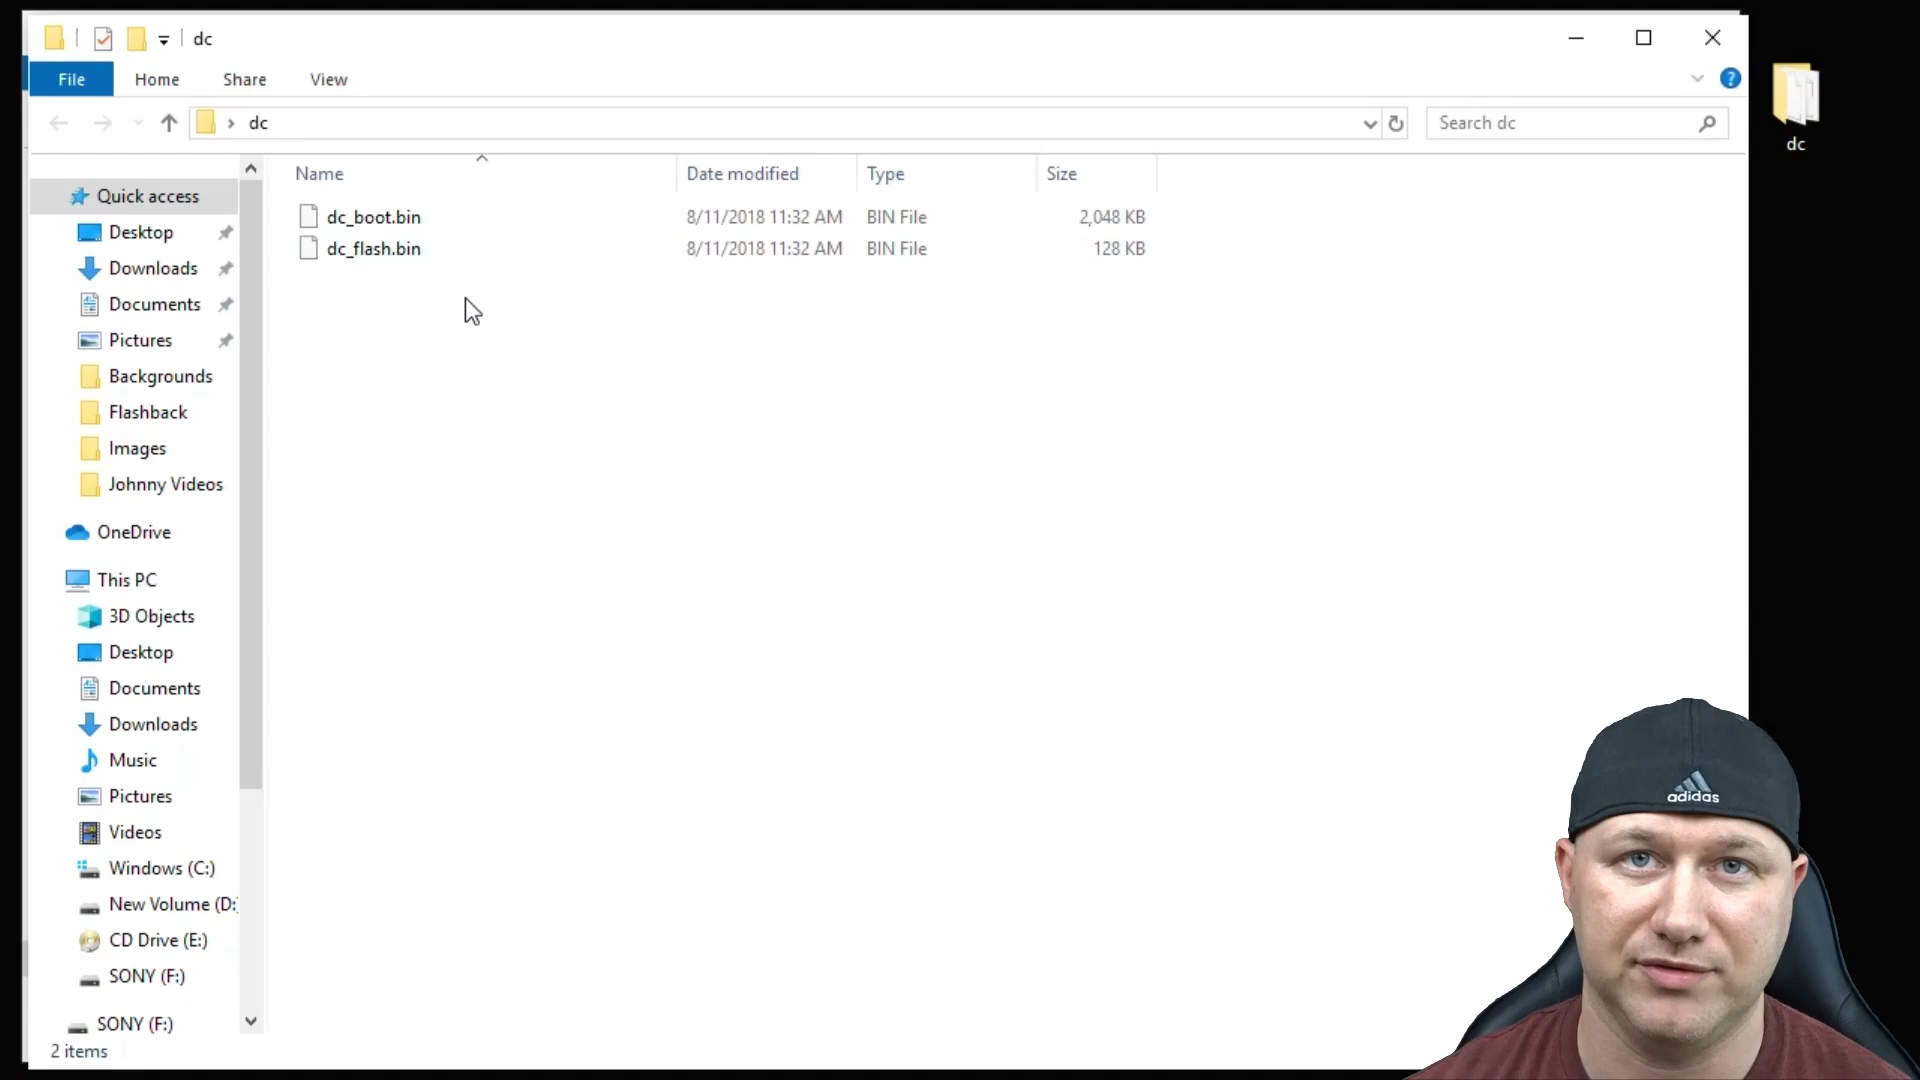 dc
File Home Share View
dc
Search dc
Name Date modified Type Size
dc_boot.bin 8/11/2018 11:32 AM BIN File 2,048 KB
dc_flash.bin 8/11/2018 11:32 AM BIN File 128 KB
Quick access
Desktop
Downloads
Documents
Pictures
Backgrounds
Flashback
Images
Johnny Videos
OneDrive
This PC
3D Objects
Desktop
Documents
Downloads
Music
Pictures
Videos
Windows (C:)
New Volume (D:)
CD Drive (E:)
SONY (F:)
SONY (F:)
2 items
dc
adidas